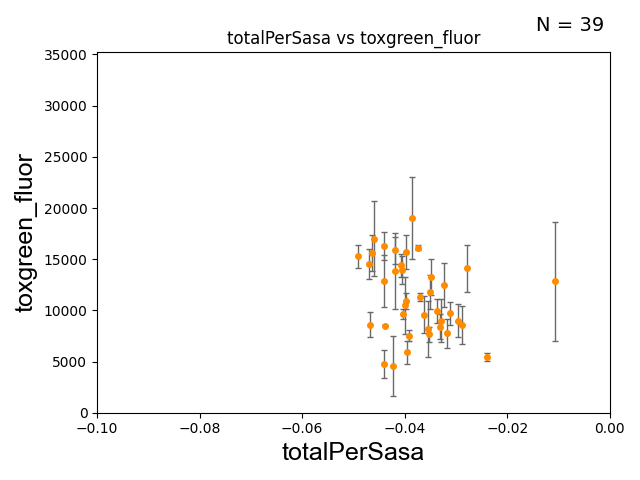 N = 39
totalPerSasa vs toxgreen_fluor
35000
30000
25000
20000
15000
10000
5000
0
toxgreen_fluor
−0.10 −0.08 −0.06 −0.04 −0.02 0.00
totalPerSasa